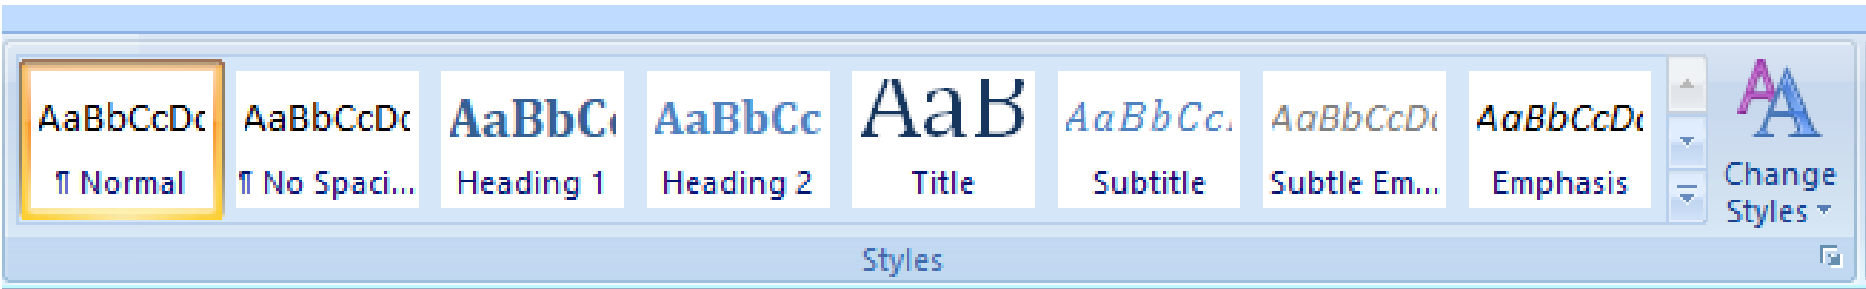 AaBbCcDc AaBbCcDc AaBbC AaBbCc AaB AaBbCc. AaBbCcDc AaBbCcDc
¶ Normal ¶ No Spaci... Heading 1 Heading 2 Title Subtitle Subtle Em... Emphasis
Change
Styles
Styles